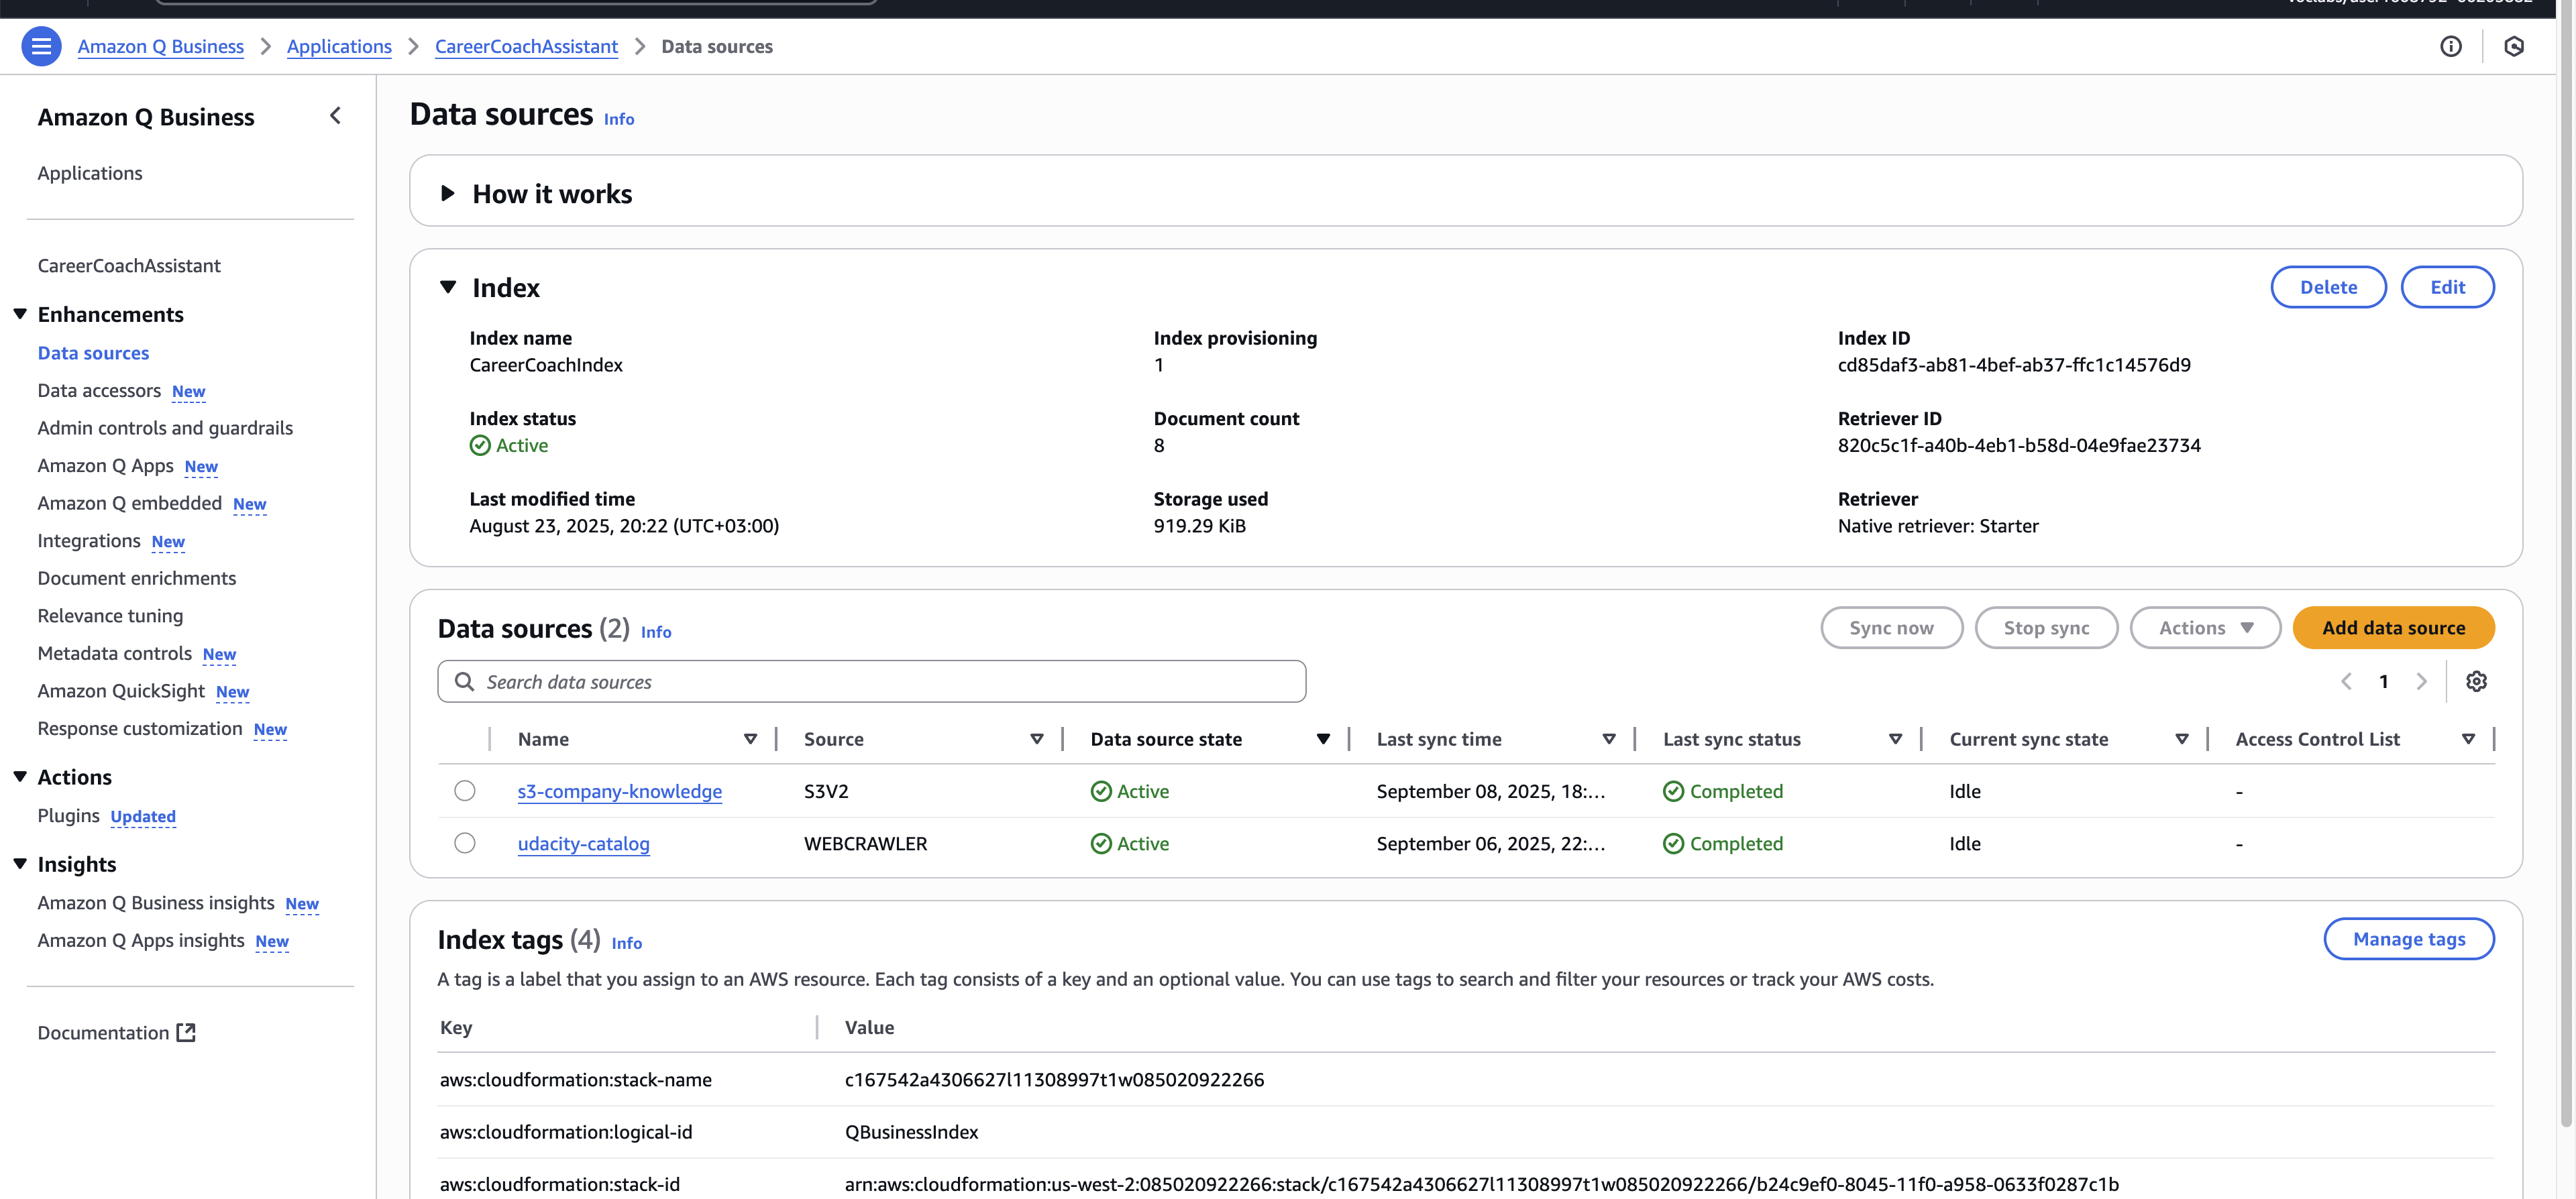 Amazon Q Business > Applications > CareerCoachAssistant > Data sources
Amazon Q Business
Applications
CareerCoachAssistant
Enhancements
Data sources
Data accessors New
Admin controls and guardrails
Amazon Q Apps New
Amazon Q embedded New
Integrations New
Document enrichments
Relevance tuning
Metadata controls New
Amazon QuickSight New
Response customization New
Actions
Plugins Updated
Insights
Amazon Q Business insights New
Amazon Q Apps insights New
Documentation
Data sources Info
How it works
Index
Delete Edit
Index name
CareerCoachIndex
Index provisioning
1
Index ID
cd85daf3-ab81-4bef-ab37-ffc1c14576d9
Index status
Active
Document count
8
Retriever ID
820c5c1f-a40b-4eb1-b58d-04e9fae23734
Last modified time
August 23, 2025, 20:22 (UTC+03:00)
Storage used
919.29 KiB
Retriever
Native retriever: Starter
Data sources (2) Info
Sync now Stop sync Actions Add data source
Search data sources
1
Name Source Data source state Last sync time Last sync status Current sync state Access Control List
s3-company-knowledge S3V2 Active September 08, 2025, 18:... Completed Idle -
udacity-catalog WEBCRAWLER Active September 06, 2025, 22:... Completed Idle -
Index tags (4) Info
Manage tags
A tag is a label that you assign to an AWS resource. Each tag consists of a key and an optional value. You can use tags to search and filter your resources or track your AWS costs.
Key Value
aws:cloudformation:stack-name c167542a4306627l11308997t1w085020922266
aws:cloudformation:logical-id QBusinessIndex
aws:cloudformation:stack-id arn:aws:cloudformation:us-west-2:085020922266:stack/c167542a4306627l11308997t1w085020922266/b24c9ef0-8045-11f0-a958-0633f0287c1b